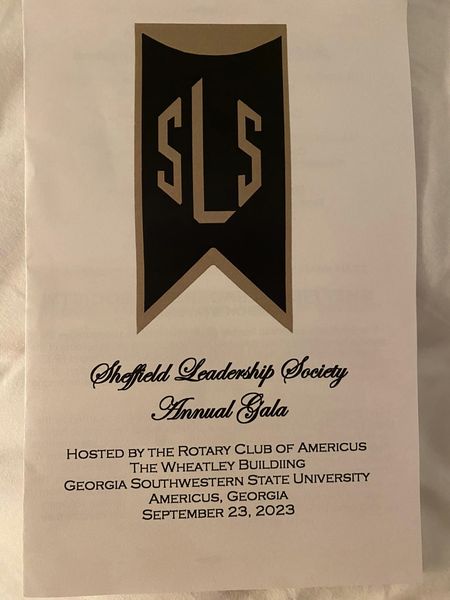 SLS
Sheffield Leadership Society
Annual Gala
HOSTED BY THE ROTARY CLUB OF AMERICUS
THE WHEATLEY BUILDIING
GEORGIA SOUTHWESTERN STATE UNIVERSITY
AMERICUS, GEORGIA
SEPTEMBER 23, 2023